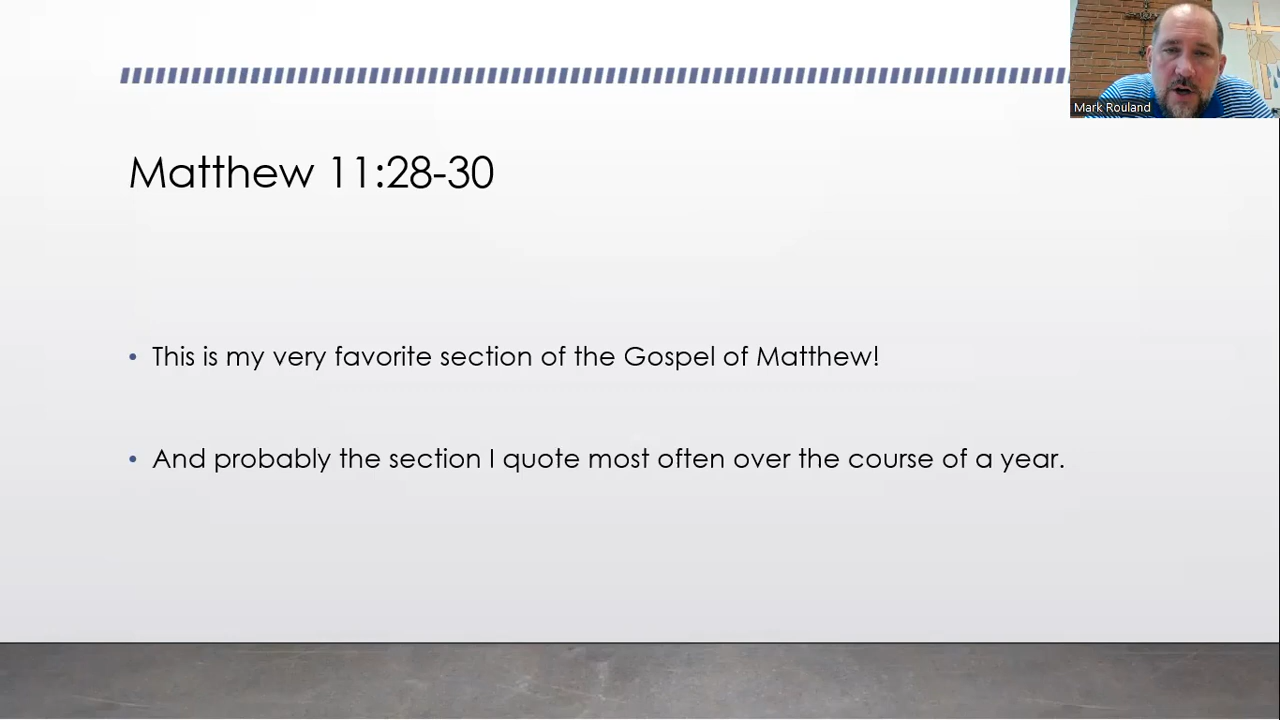 Mark Rouland
Matthew 11:28-30
This is my very favorite section of the Gospel of Matthew!
And probably the section I quote most often over the course of a year.